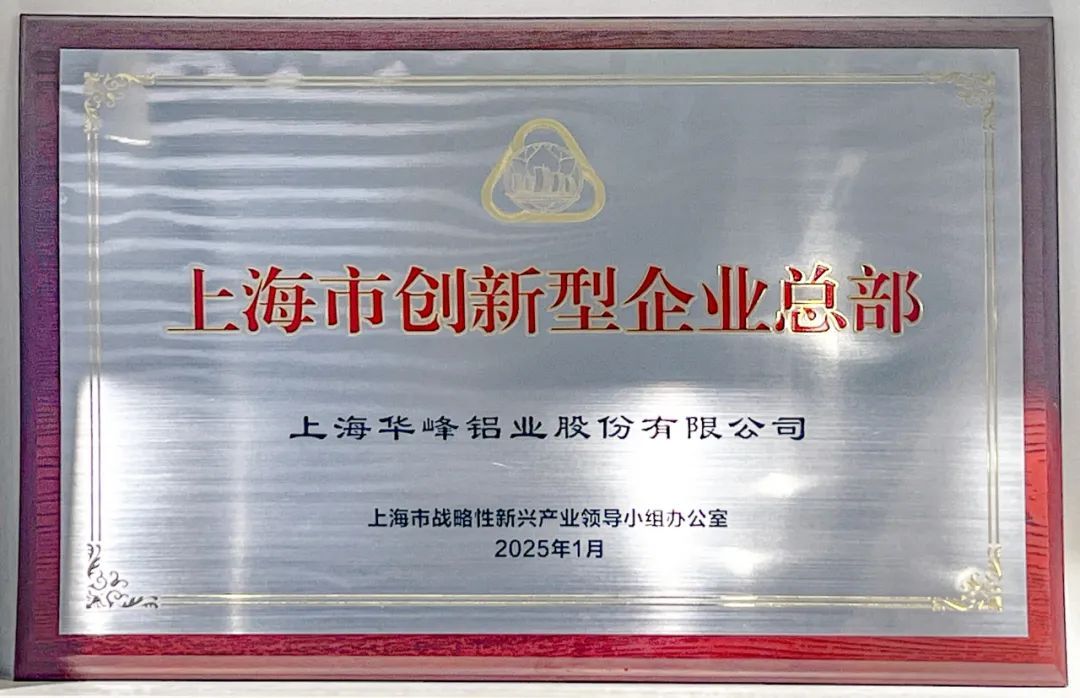 上海市创新型企业总部
上海华峰铝业股份有限公司
上海市战略性新兴产业领导小组办公室
2025年1月